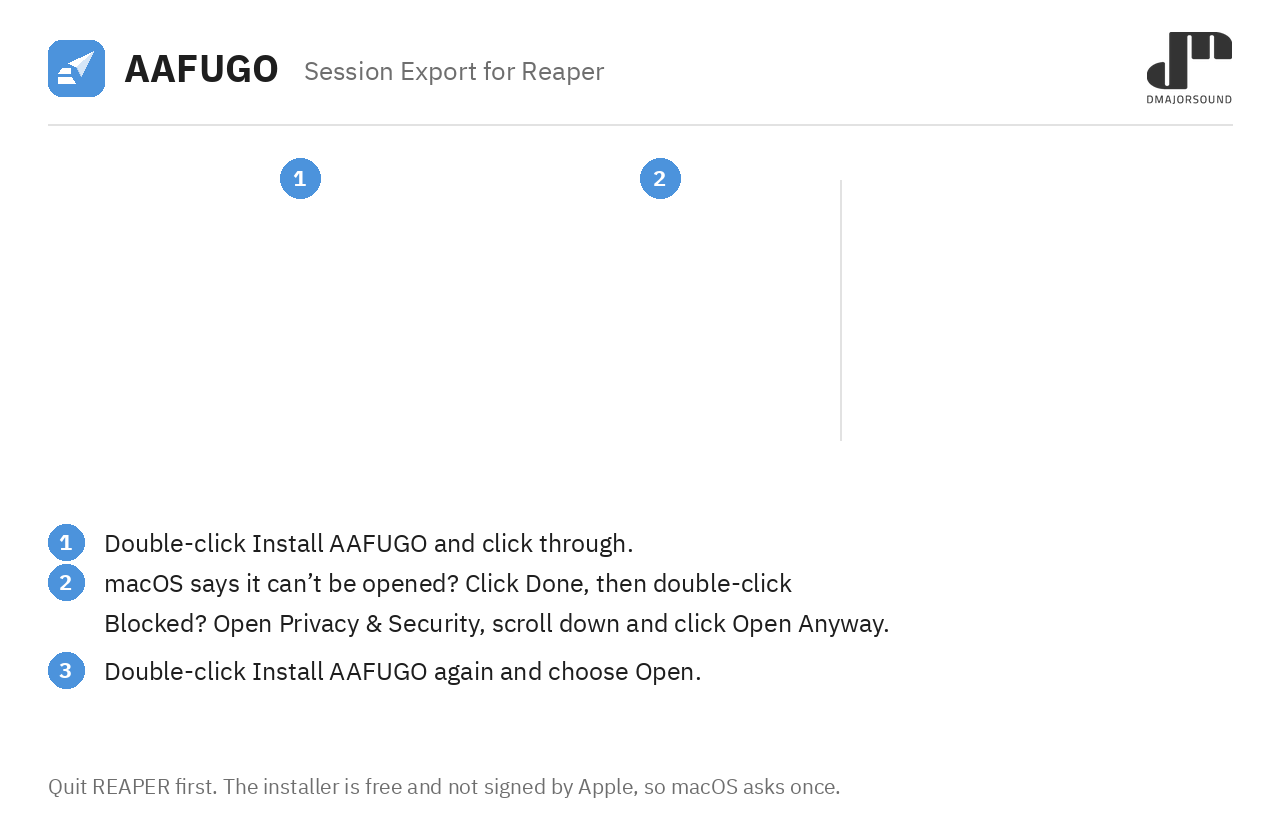 AAFUGO Session Export for Reaper
DMAJORSOUND
1 2
1 Double-click Install AAFUGO and click through.
2 macOS says it can’t be opened? Click Done, then double-click
Blocked? Open Privacy & Security, scroll down and click Open Anyway.
3 Double-click Install AAFUGO again and choose Open.
Quit REAPER first. The installer is free and not signed by Apple, so macOS asks once.